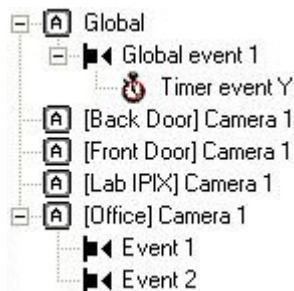 A Global
Global event 1
Timer event Y
A [Back Door] Camera 1
A [Front Door] Camera 1
A [Lab IPIX] Camera 1
A [Office] Camera 1
Event 1
Event 2